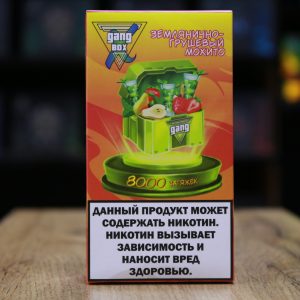 gang
BOX
ЗЕМЛЯНИЧНО-
ГРУШЕВЫЙ
МОХИТО
gang
8000 ЗАТЯЖЕК
ДАННЫЙ ПРОДУКТ МОЖЕТ
СОДЕРЖАТЬ НИКОТИН.
НИКОТИН ВЫЗЫВАЕТ
ЗАВИСИМОСТЬ И
НАНОСИТ ВРЕД
ЗДОРОВЬЮ.